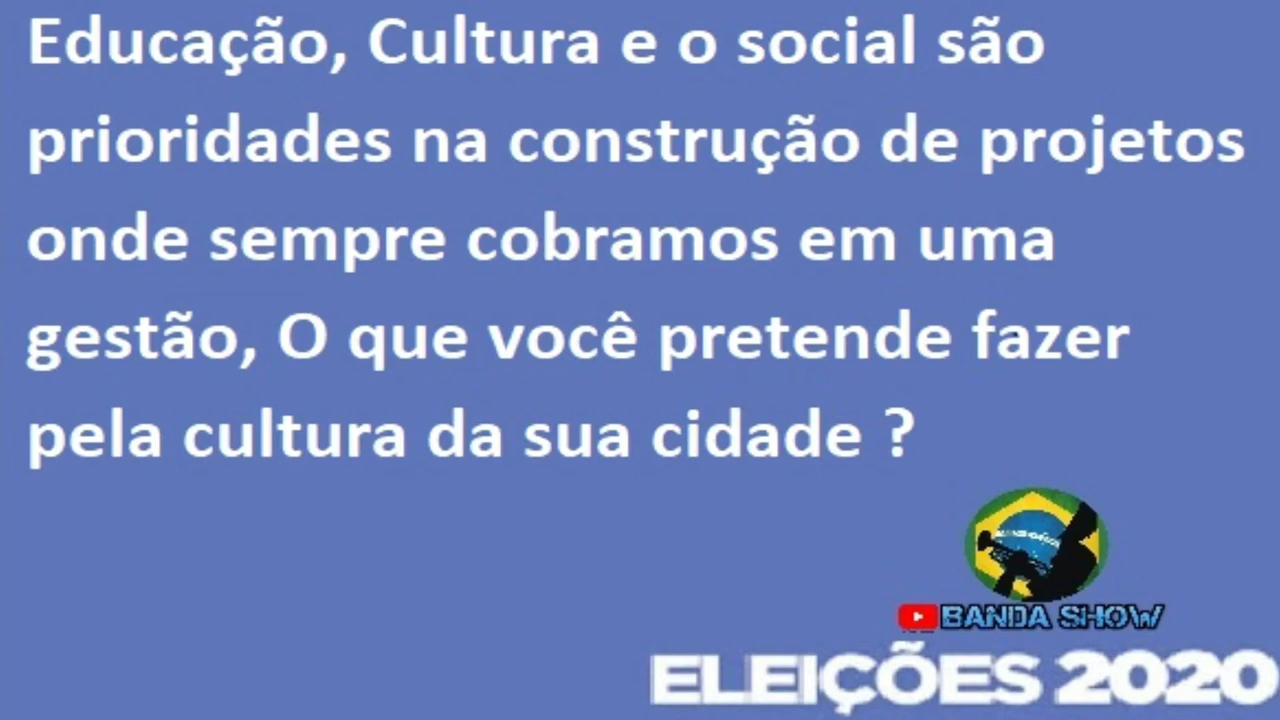 Educação, Cultura e o social são
prioridades na construção de projetos
onde sempre cobramos em uma
gestão, O que você pretende fazer
pela cultura da sua cidade ?
BANDA SHOW
ELEIÇÕES 2020